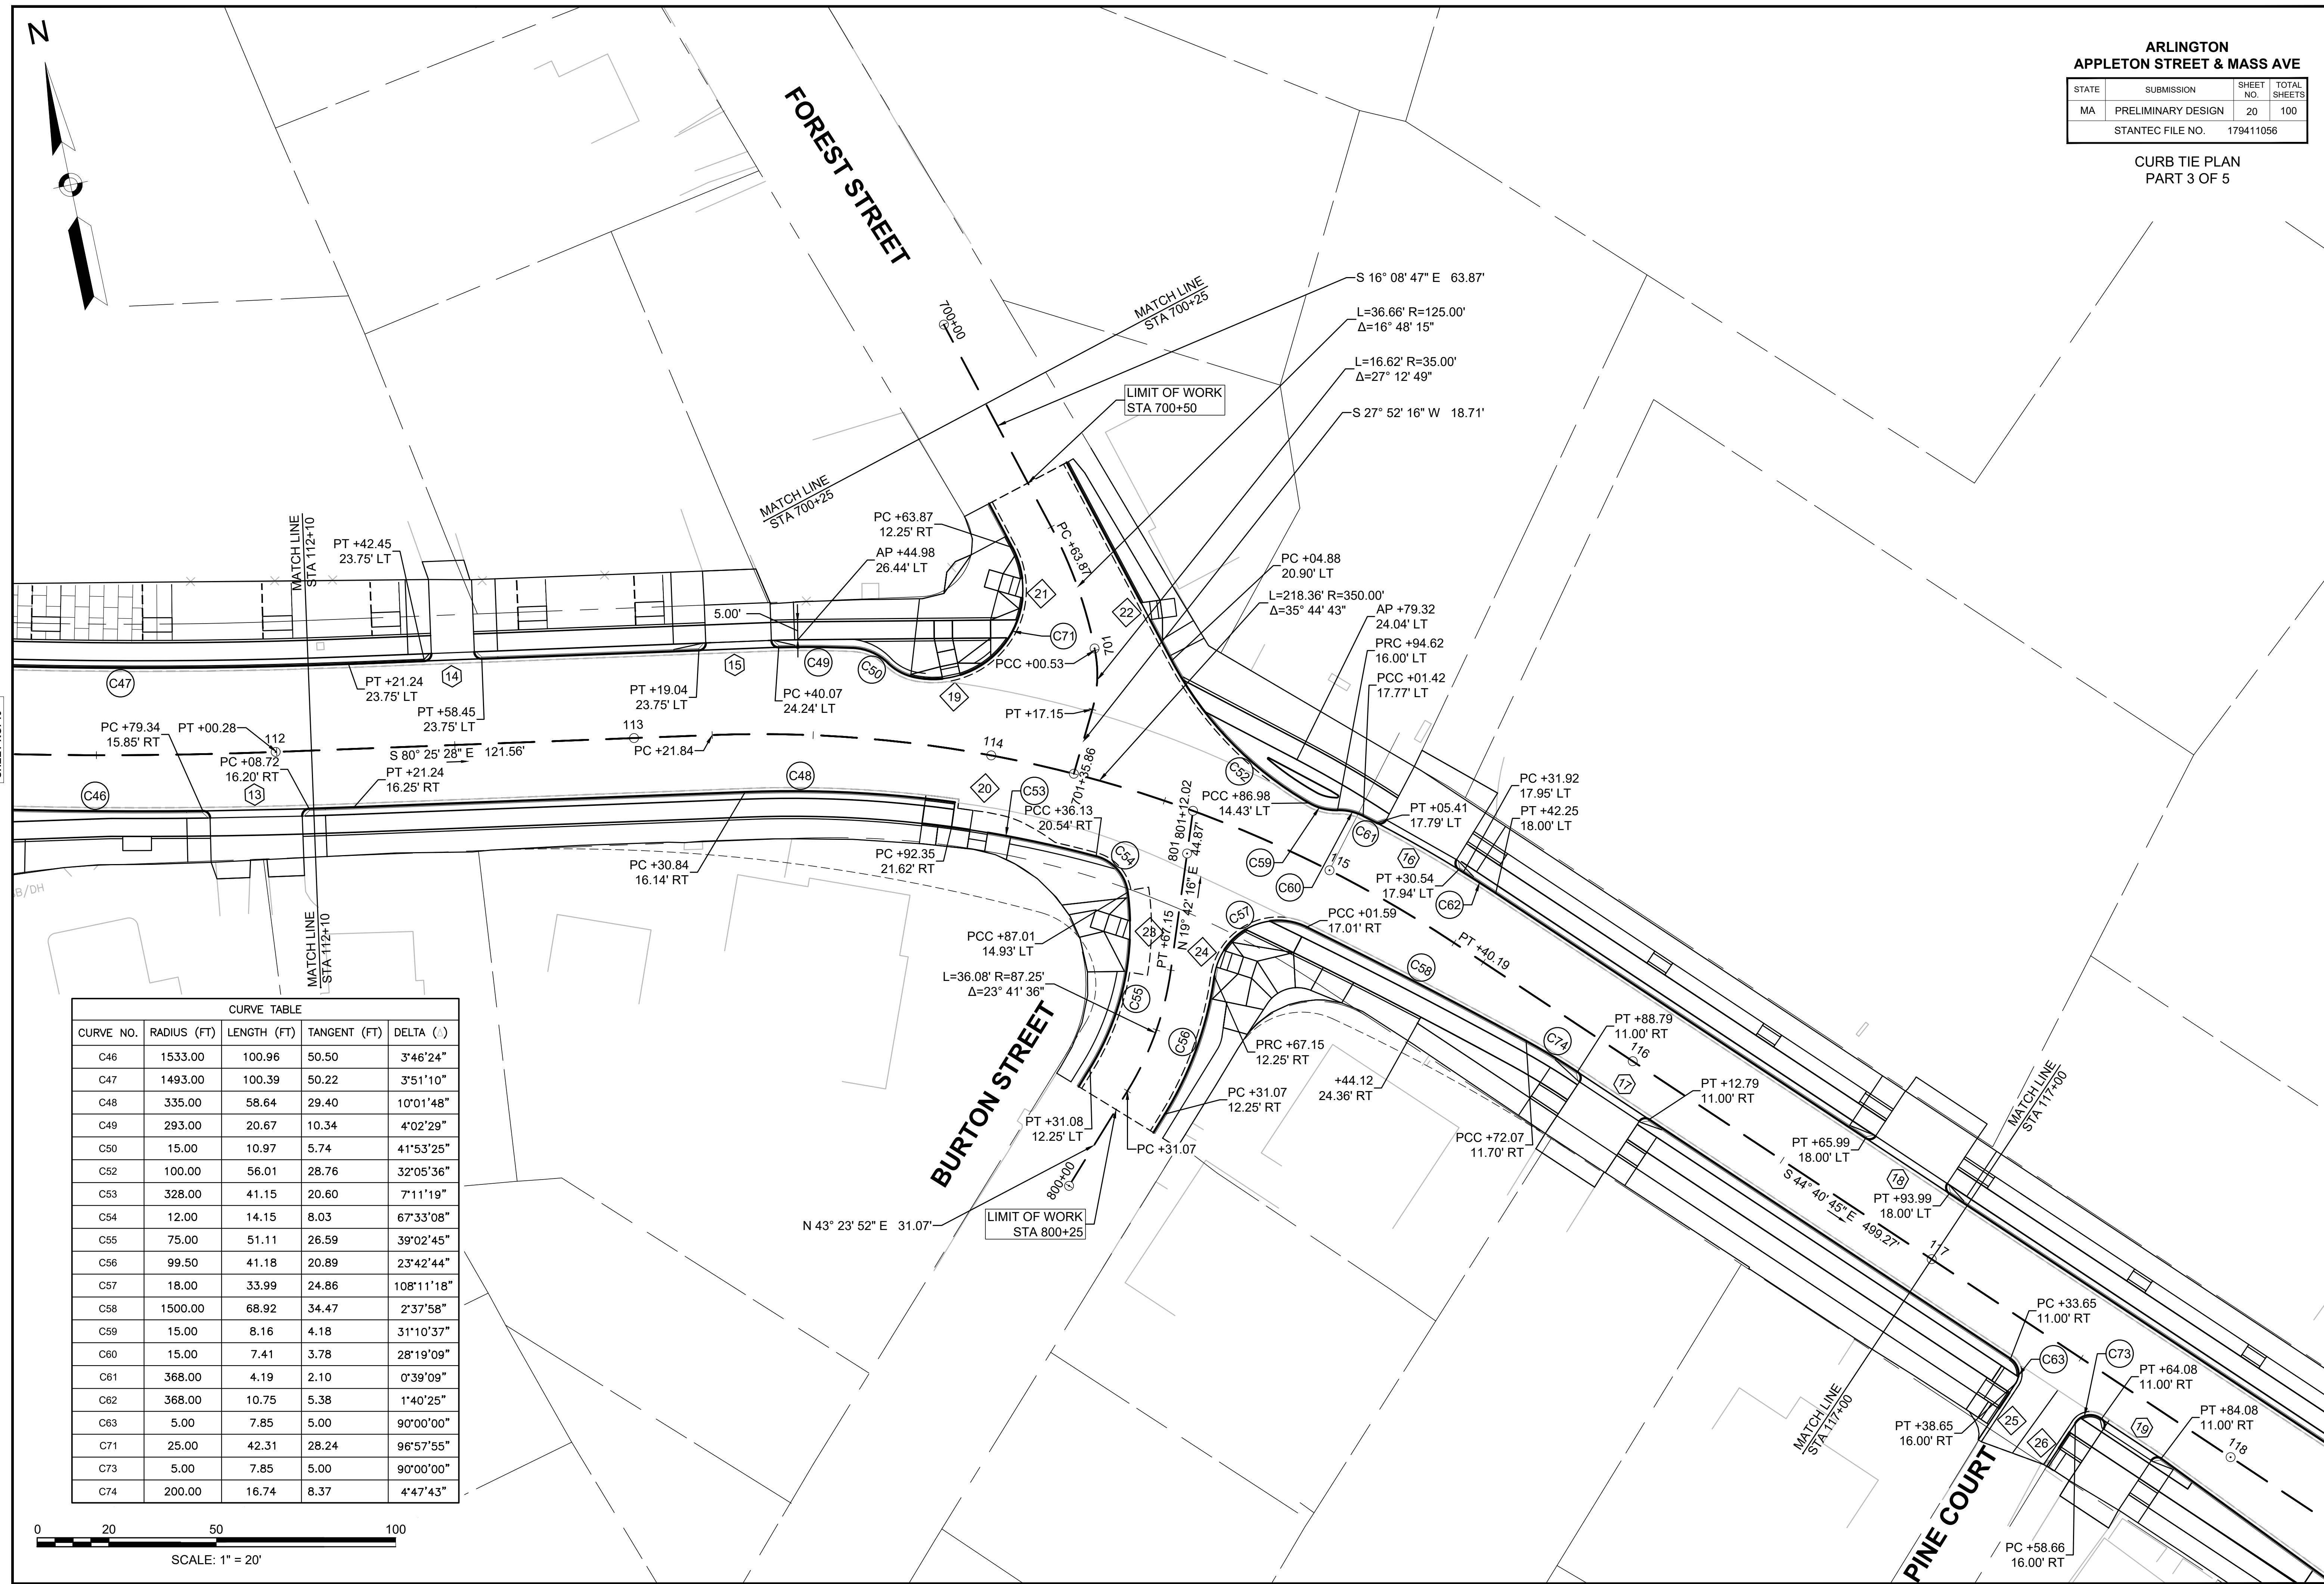 N
ARLINGTON
APPLETON STREET & MASS AVE
STATE SUBMISSION SHEET NO. TOTAL SHEETS
MA PRELIMINARY DESIGN 20 100
STANTEC FILE NO. 179411056
CURB TIE PLAN
PART 3 OF 5
FOREST STREET
700+00
MATCH LINE
STA 700+25
S 16° 08' 47" E 63.87'
L=36.66' R=125.00'
Δ=16° 48' 15"
L=16.62' R=35.00'
Δ=27° 12' 49"
S 27° 52' 16" W 18.71'
LIMIT OF WORK
STA 700+50
MATCH LINE
STA 700+25
PC +63.87
12.25' RT
AP +44.98
26.44' LT
PC +63.87
PC +04.88
20.90' LT
L=218.36' R=350.00'
Δ=35° 44' 43"
AP +79.32
24.04' LT
PRC +94.62
16.00' LT
PCC +01.42
17.77' LT
MATCH LINE
STA 112+10
PT +42.45
23.75' LT
5.00'
21
22
C71
701
PCC +00.53
C47
PT +21.24
23.75' LT
14
PT +58.45
23.75' LT
PT +19.04
23.75' LT
15
PC +40.07
24.24' LT
C49
C50
19
PT +17.15
PC +79.34
15.85' RT
PT +00.28
112
113
PC +21.84
114
S 80° 25' 28" E 121.56'
PC +08.72
16.20' RT
13
PT +21.24
16.25' RT
C46
C48
20
C53
701+35.86
C52
PCC +86.98
14.43' LT
PT +05.41
17.79' LT
PC +31.92
17.95' LT
PT +42.25
18.00' LT
PCC +36.13
20.54' RT
801
801+12.02
C54
C61
C59
115
16
C60
PT +30.54
17.94' LT
C62
PC +30.84
16.14' RT
PC +92.35
21.62' RT
N 19° 42' 16" E 44.87'
B/DH
MATCH LINE
STA 112+10
PCC +87.01
14.93' LT
23
PT +67.15
24
C57
PCC +01.59
17.01' RT
C58
PT +40.19
L=36.08' R=87.25'
Δ=23° 41' 36"
C55
C56
PRC +67.15
12.25' RT
+44.12
24.36' RT
PC +31.07
12.25' RT
PT +31.08
12.25' LT
PC +31.07
BURTON STREET
800+00
N 43° 23' 52" E 31.07'
LIMIT OF WORK
STA 800+25
C74
PT +88.79
11.00' RT
116
17
PT +12.79
11.00' RT
PCC +72.07
11.70' RT
PT +65.99
18.00' LT
18
PT +93.99
18.00' LT
MATCH LINE
STA 117+00
S 44° 40' 45" E 499.27'
117
PC +33.65
11.00' RT
C63
C73
PT +64.08
11.00' RT
PT +84.08
11.00' RT
19
118
MATCH LINE
STA 117+00
PT +38.65
16.00' RT
25
26
PINE COURT
PC +58.66
16.00' RT
CURVE TABLE
CURVE NO. RADIUS (FT) LENGTH (FT) TANGENT (FT) DELTA (△)
C46 1533.00 100.96 50.50 3°46'24"
C47 1493.00 100.39 50.22 3°51'10"
C48 335.00 58.64 29.40 10°01'48"
C49 293.00 20.67 10.34 4°02'29"
C50 15.00 10.97 5.74 41°53'25"
C52 100.00 56.01 28.76 32°05'36"
C53 328.00 41.15 20.60 7°11'19"
C54 12.00 14.15 8.03 67°33'08"
C55 75.00 51.11 26.59 39°02'45"
C56 99.50 41.18 20.89 23°42'44"
C57 18.00 33.99 24.86 108°11'18"
C58 1500.00 68.92 34.47 2°37'58"
C59 15.00 8.16 4.18 31°10'37"
C60 15.00 7.41 3.78 28°19'09"
C61 368.00 4.19 2.10 0°39'09"
C62 368.00 10.75 5.38 1°40'25"
C63 5.00 7.85 5.00 90°00'00"
C71 25.00 42.31 28.24 96°57'55"
C73 5.00 7.85 5.00 90°00'00"
C74 200.00 16.74 8.37 4°47'43"
0 20 50 100
SCALE: 1" = 20'